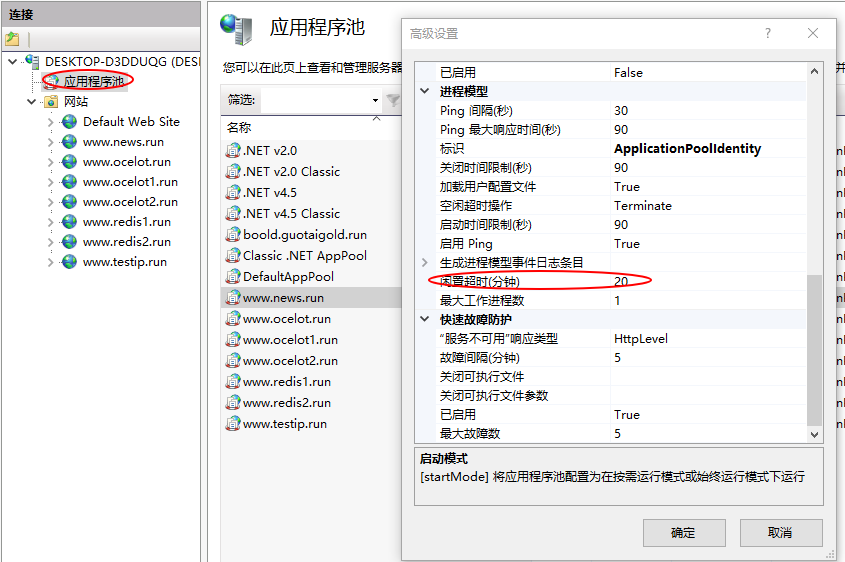 连接
DESKTOP-D3DDUQG (DES
应用程序池
网站
Default Web Site
www.news.run
www.ocelot.run
www.ocelot1.run
www.ocelot2.run
www.redis1.run
www.redis2.run
www.testip.run
应用程序池
您可以在此页上查看和管理服务器
筛选:
名称
.NET v2.0
.NET v2.0 Classic
.NET v4.5
.NET v4.5 Classic
boold.guotaigold.run
Classic .NET AppPool
DefaultAppPool
www.news.run
www.ocelot.run
www.ocelot1.run
www.ocelot2.run
www.redis1.run
www.redis2.run
www.testip.run
高级设置
已启用 False
进程模型
Ping 间隔(秒) 30
Ping 最大响应时间(秒) 90
标识 ApplicationPoolIdentity
关闭时间限制(秒) 90
加载用户配置文件 True
空闲超时操作 Terminate
启动时间限制(秒) 90
启用 Ping True
生成进程模型事件日志条目
闲置超时(分钟) 20
最大工作进程数 1
快速故障防护
“服务不可用”响应类型 HttpLevel
故障间隔(分钟) 5
关闭可执行文件
关闭可执行文件参数
已启用 True
最大故障数 5
启动模式
[startMode] 将应用程序池配置为在按需运行模式或始终运行模式下运行
确定
取消